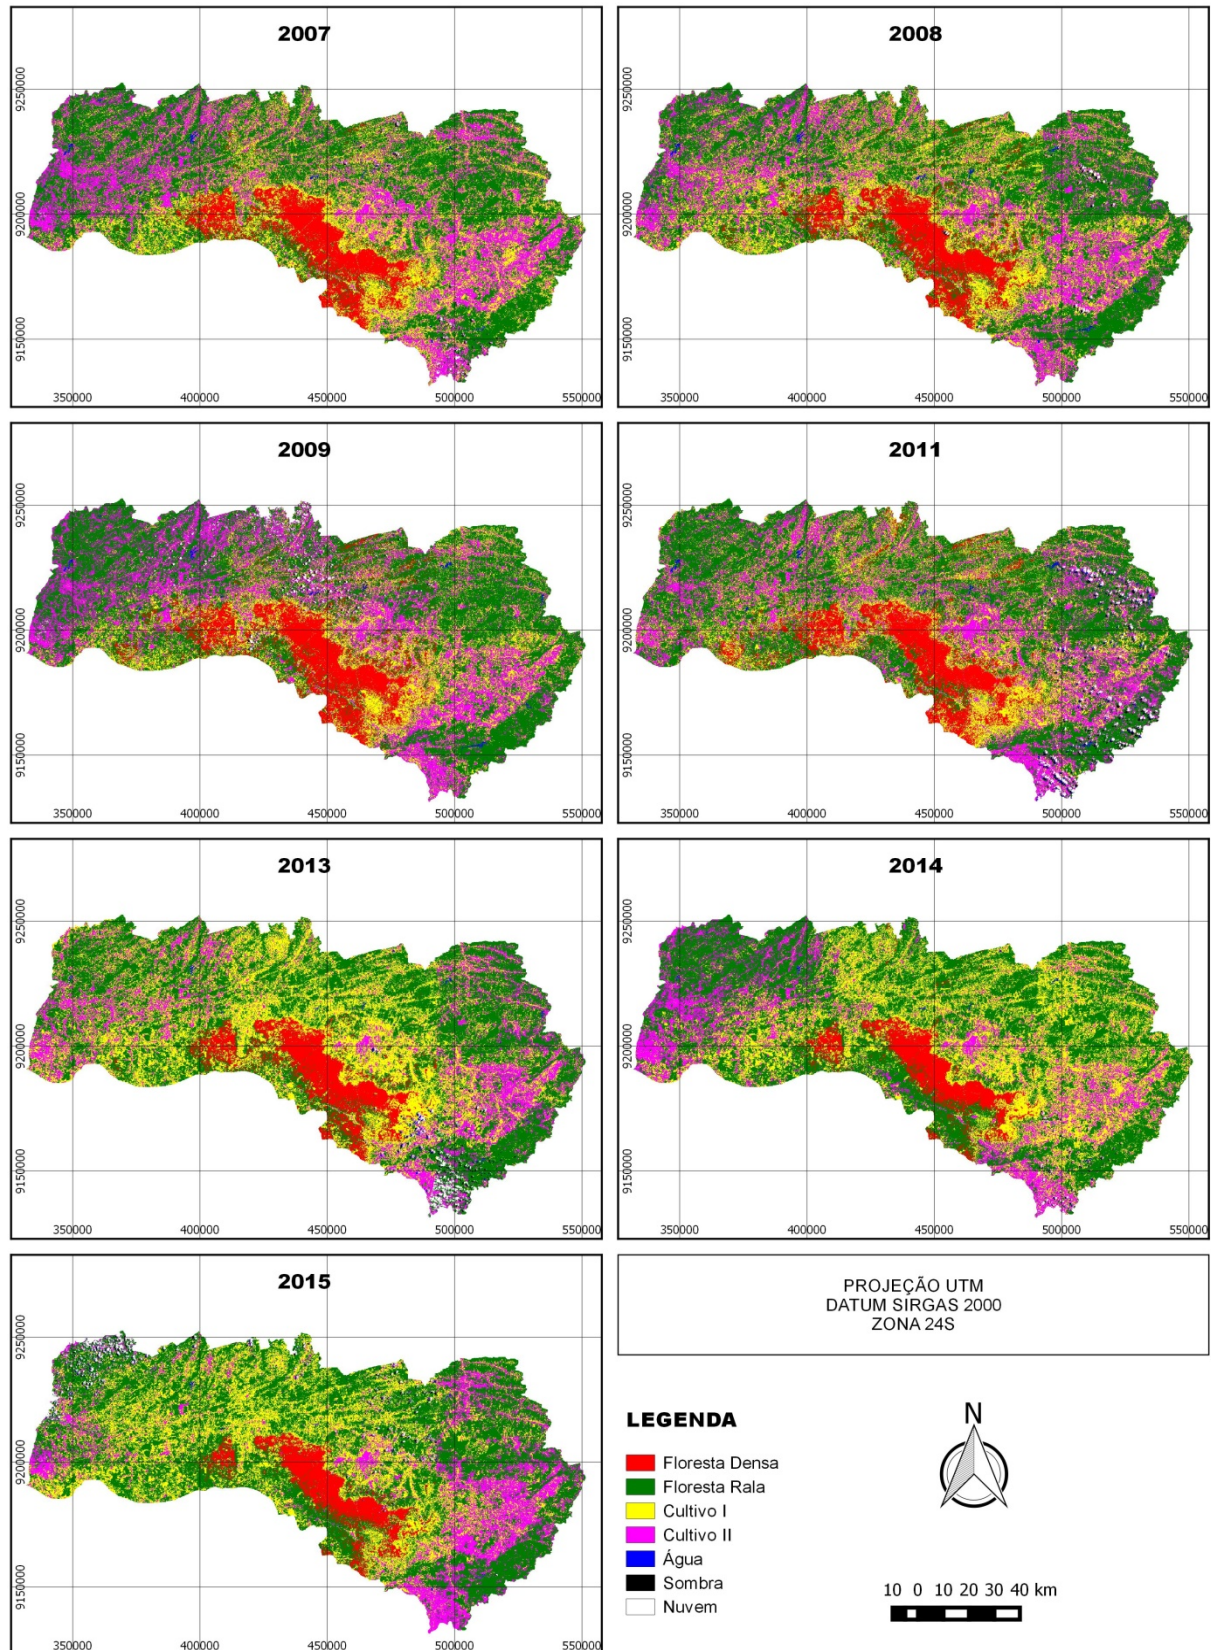 2007
9250000
9200000
9150000
350000 400000 450000 500000 550000
2008
9250000
9200000
9150000
350000 400000 450000 500000 550000
2009
9250000
9200000
9150000
350000 400000 450000 500000 550000
2011
9250000
9200000
9150000
350000 400000 450000 500000 550000
2013
9250000
9200000
9150000
350000 400000 450000 500000 550000
2014
9250000
9200000
9150000
350000 400000 450000 500000 550000
2015
9250000
9200000
9150000
350000 400000 450000 500000 550000
PROJEÇÃO UTM
DATUM SIRGAS 2000
ZONA 24S
LEGENDA
Floresta Densa
Floresta Rala
Cultivo I
Cultivo II
Água
Sombra
Nuvem
N
10 0 10 20 30 40 km